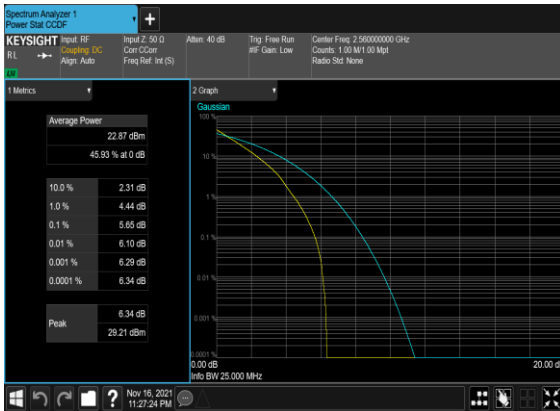 Spectrum Analyzer 1
Power Stat CCDF
KEYSIGHT
RL
LM
Input: RF
Coupling: DC
Align: Auto
Input Z: 50 Ω
Corr CCorr
Freq Ref: Int (S)
Atten: 40 dB
Trig: Free Run
#IF Gain: Low
Center Freq: 2.560000000 GHz
Counts: 1.00 M/1.00 Mpt
Radio Std: None
1 Metrics
Average Power
22.87 dBm
45.93 % at 0 dB
10.0 % 2.31 dB
1.0 % 4.44 dB
0.1 % 5.65 dB
0.01 % 6.10 dB
0.001 % 6.29 dB
0.0001 % 6.34 dB
Peak
6.34 dB
29.21 dBm
2 Graph
Gaussian
100 %
10 %
1 %
0.1 %
0.01 %
0.001 %
0.0001 %
0.00 dB
20.00 d
Info BW 25.000 MHz
?
Nov 16, 2021
11:27:24 PM